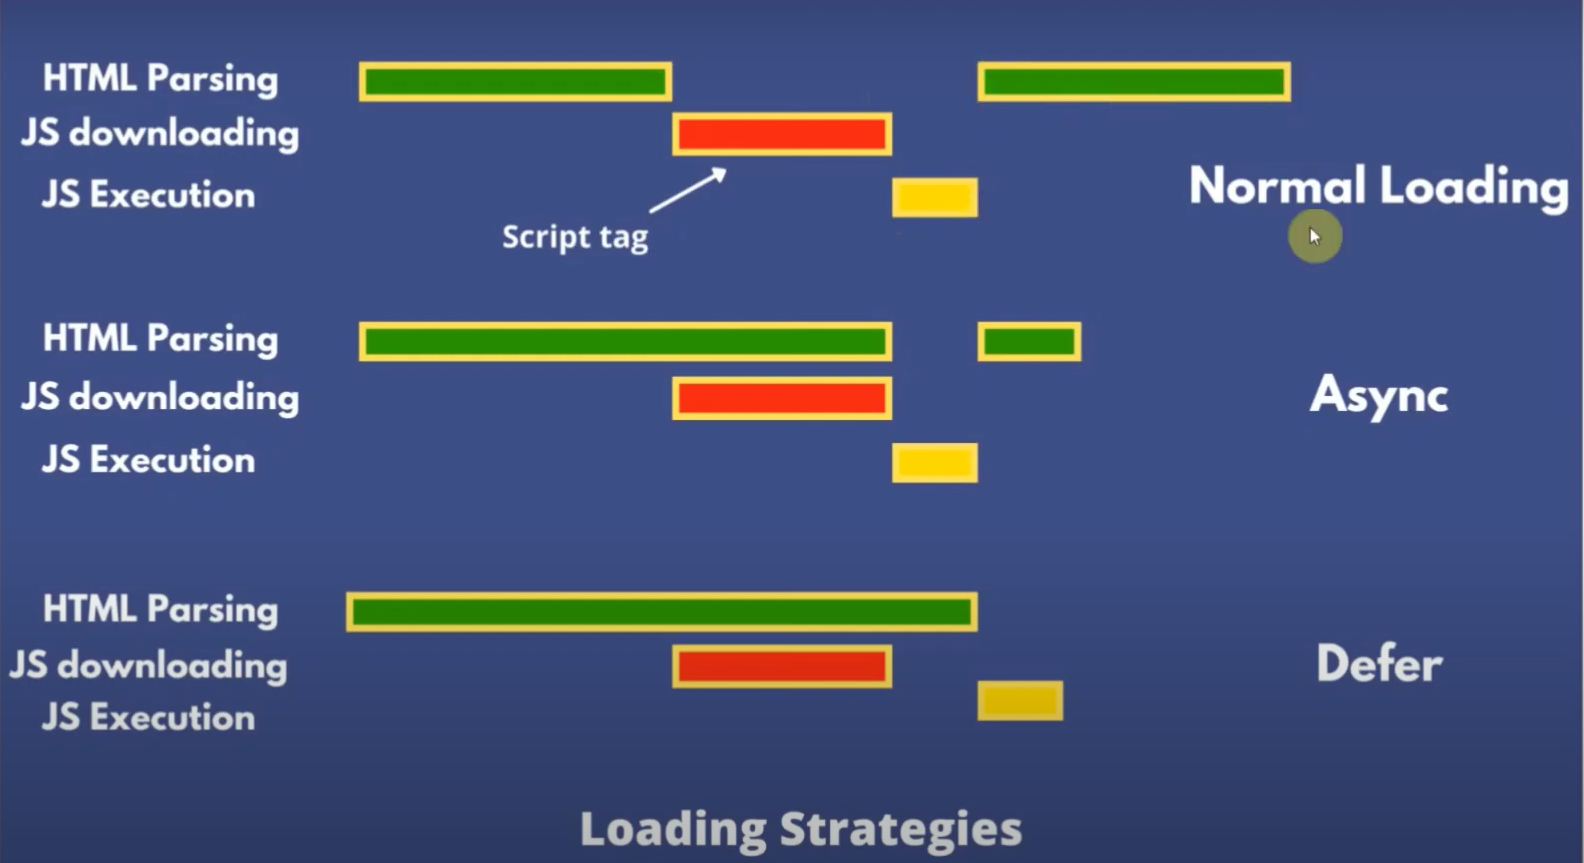 HTML Parsing
JS downloading
JS Execution
Script tag
Normal Loading
HTML Parsing
JS downloading
JS Execution
Async
HTML Parsing
JS downloading
JS Execution
Defer
Loading Strategies